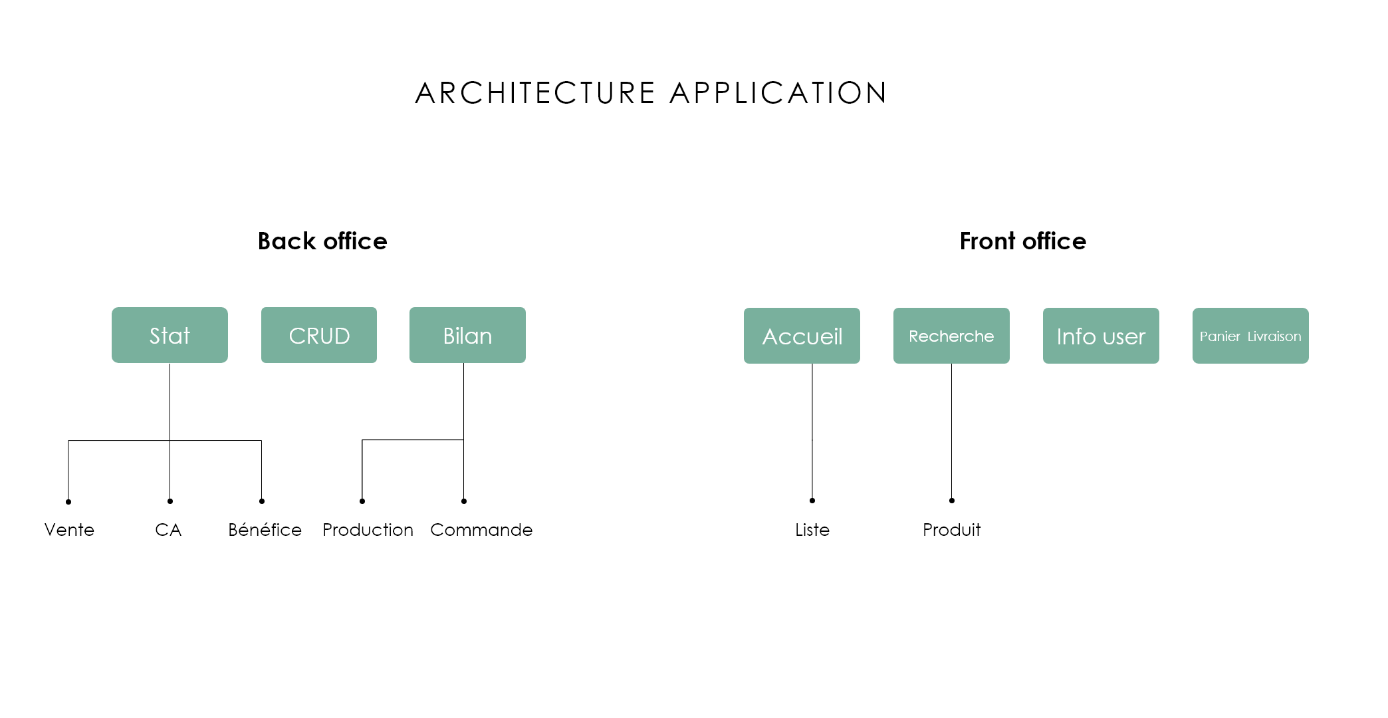 ARCHITECTURE APPLICATION
Back office
Front office
Stat
CRUD
Bilan
Accueil
Recherche
Info user
Panier Livraison
Vente
CA
Bénéfice
Production
Commande
Liste
Produit